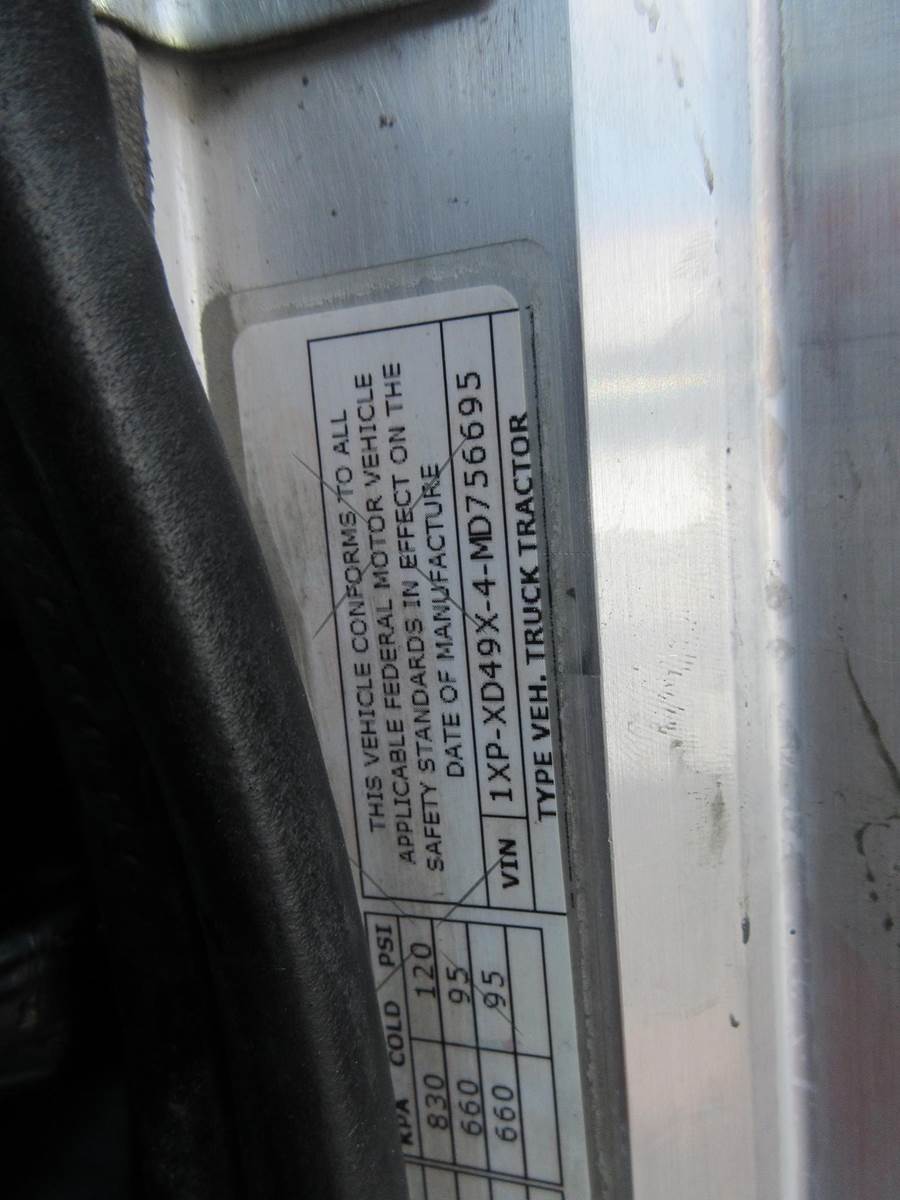 KPA COLD PSI
830 120
660 95
660 95
THIS VEHICLE CONFORMS TO ALL
APPLICABLE FEDERAL MOTOR VEHICLE
SAFETY STANDARDS IN EFFECT ON THE
DATE OF MANUFACTURE
VIN 1XP-XD49X-4-MD756695
TYPE VEH. TRUCK TRACTOR